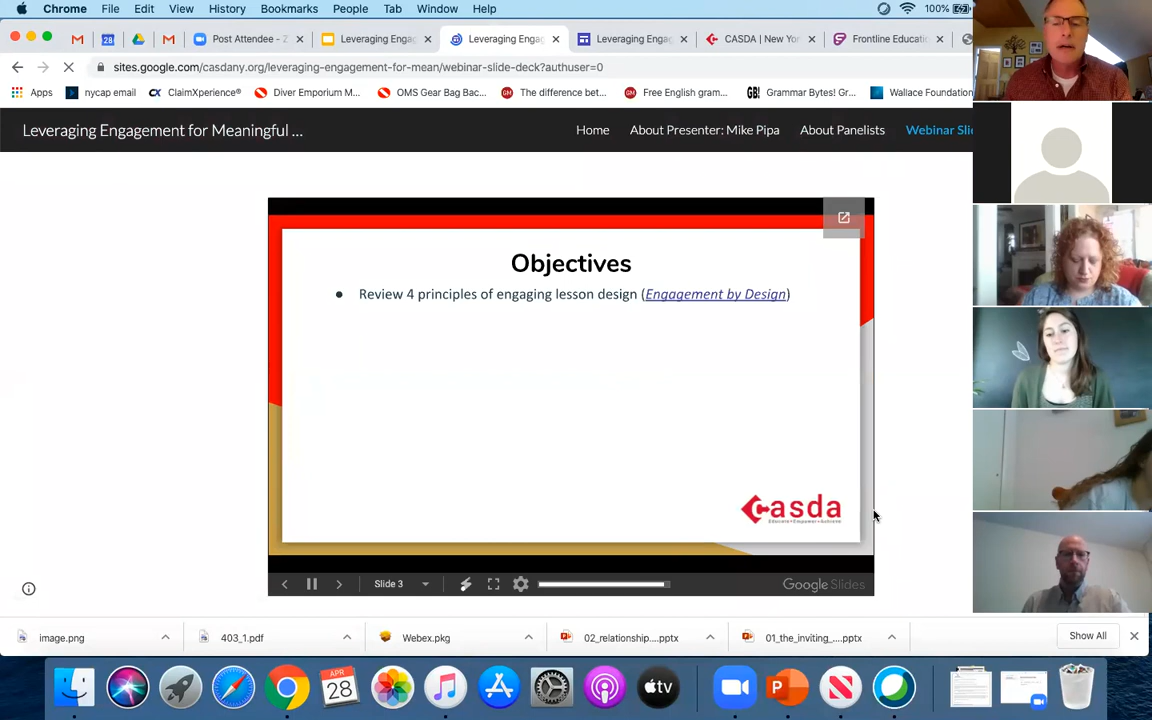 Chrome File Edit View History Bookmarks People Tab Window Help 100%
Post Attendee - Z
Leveraging Engag
Leveraging Enga
Leveraging Engag
CASDA | New Yor
Frontline Educati
sites.google.com/casdany.org/leveraging-engagement-for-mean/webinar-slide-deck?authuser=0
Apps nycap email ClaimXperience® Diver Emporium M... OMS Gear Bag Bac... The difference bet... Free English gram... Grammar Bytes! Gr... Wallace Foundation
Leveraging Engagement for Meaningful ... Home About Presenter: Mike Pipa About Panelists Webinar Slid
Objectives
● Review 4 principles of engaging lesson design (Engagement by Design)
casda
Slide 3 Google Slides
image.png 403_1.pdf Webex.pkg 02_relationship....pptx 01_the_inviting_....pptx Show All
APR
28
tv